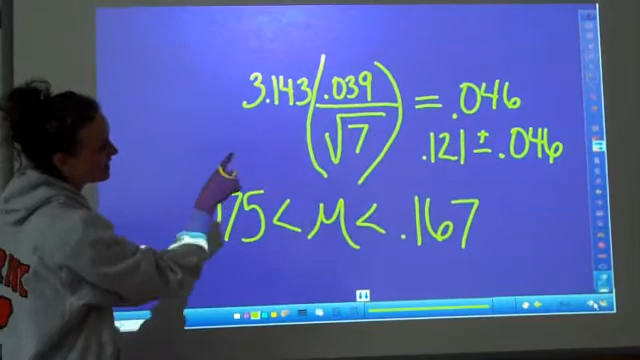 3.143(.039/√7) = .046
.121 ± .046
75 < μ < .167